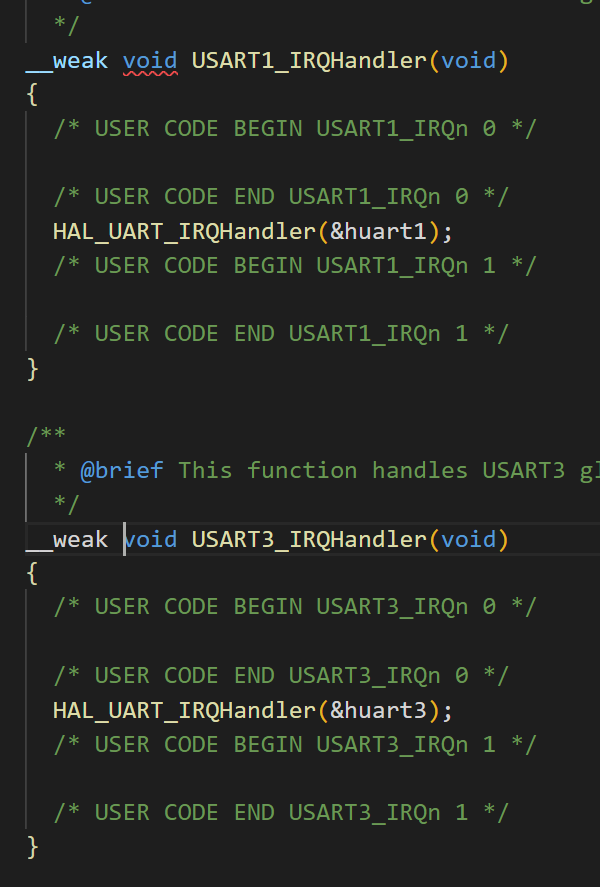 */
__weak void USART1_IRQHandler(void)
{
/* USER CODE BEGIN USART1_IRQn 0 */
/* USER CODE END USART1_IRQn 0 */
HAL_UART_IRQHandler(&huart1);
/* USER CODE BEGIN USART1_IRQn 1 */
/* USER CODE END USART1_IRQn 1 */
}
/**
* @brief This function handles USART3 gl
*/
__weak void USART3_IRQHandler(void)
{
/* USER CODE BEGIN USART3_IRQn 0 */
/* USER CODE END USART3_IRQn 0 */
HAL_UART_IRQHandler(&huart3);
/* USER CODE BEGIN USART3_IRQn 1 */
/* USER CODE END USART3_IRQn 1 */
}